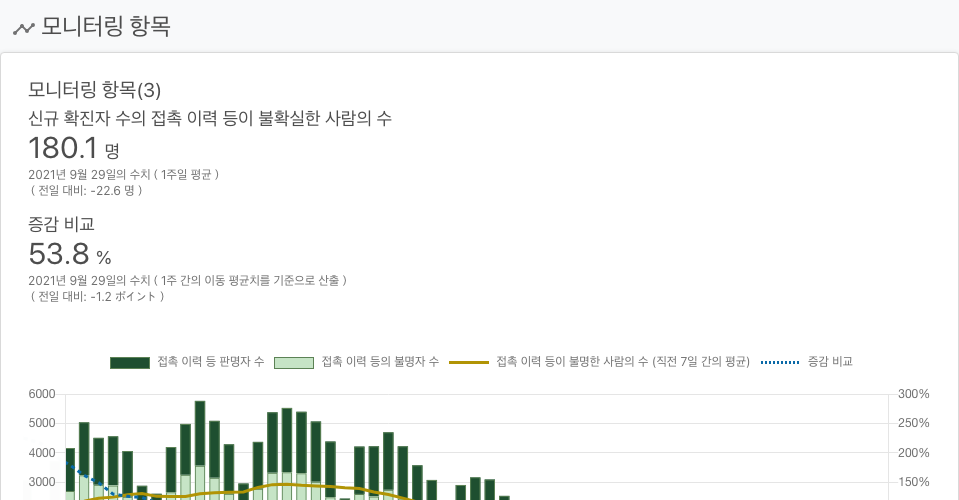 모니터링 항목
모니터링 항목(3)
신규 확진자 수의 접촉 이력 등이 불확실한 사람의 수
180.1 명
2021년 9월 29일의 수치 ( 1주일 평균 )
( 전일 대비: -22.6 명 )
증감 비교
53.8 %
2021년 9월 29일의 수치 ( 1주 간의 이동 평균치를 기준으로 산출 )
( 전일 대비: -1.2 ポイント )
접촉 이력 등 판명자 수 접촉 이력 등의 불명자 수 접촉 이력 등이 불명한 사람의 수 (직전 7일 간의 평균) 증감 비교
6000 300%
5000 250%
4000 200%
3000 150%